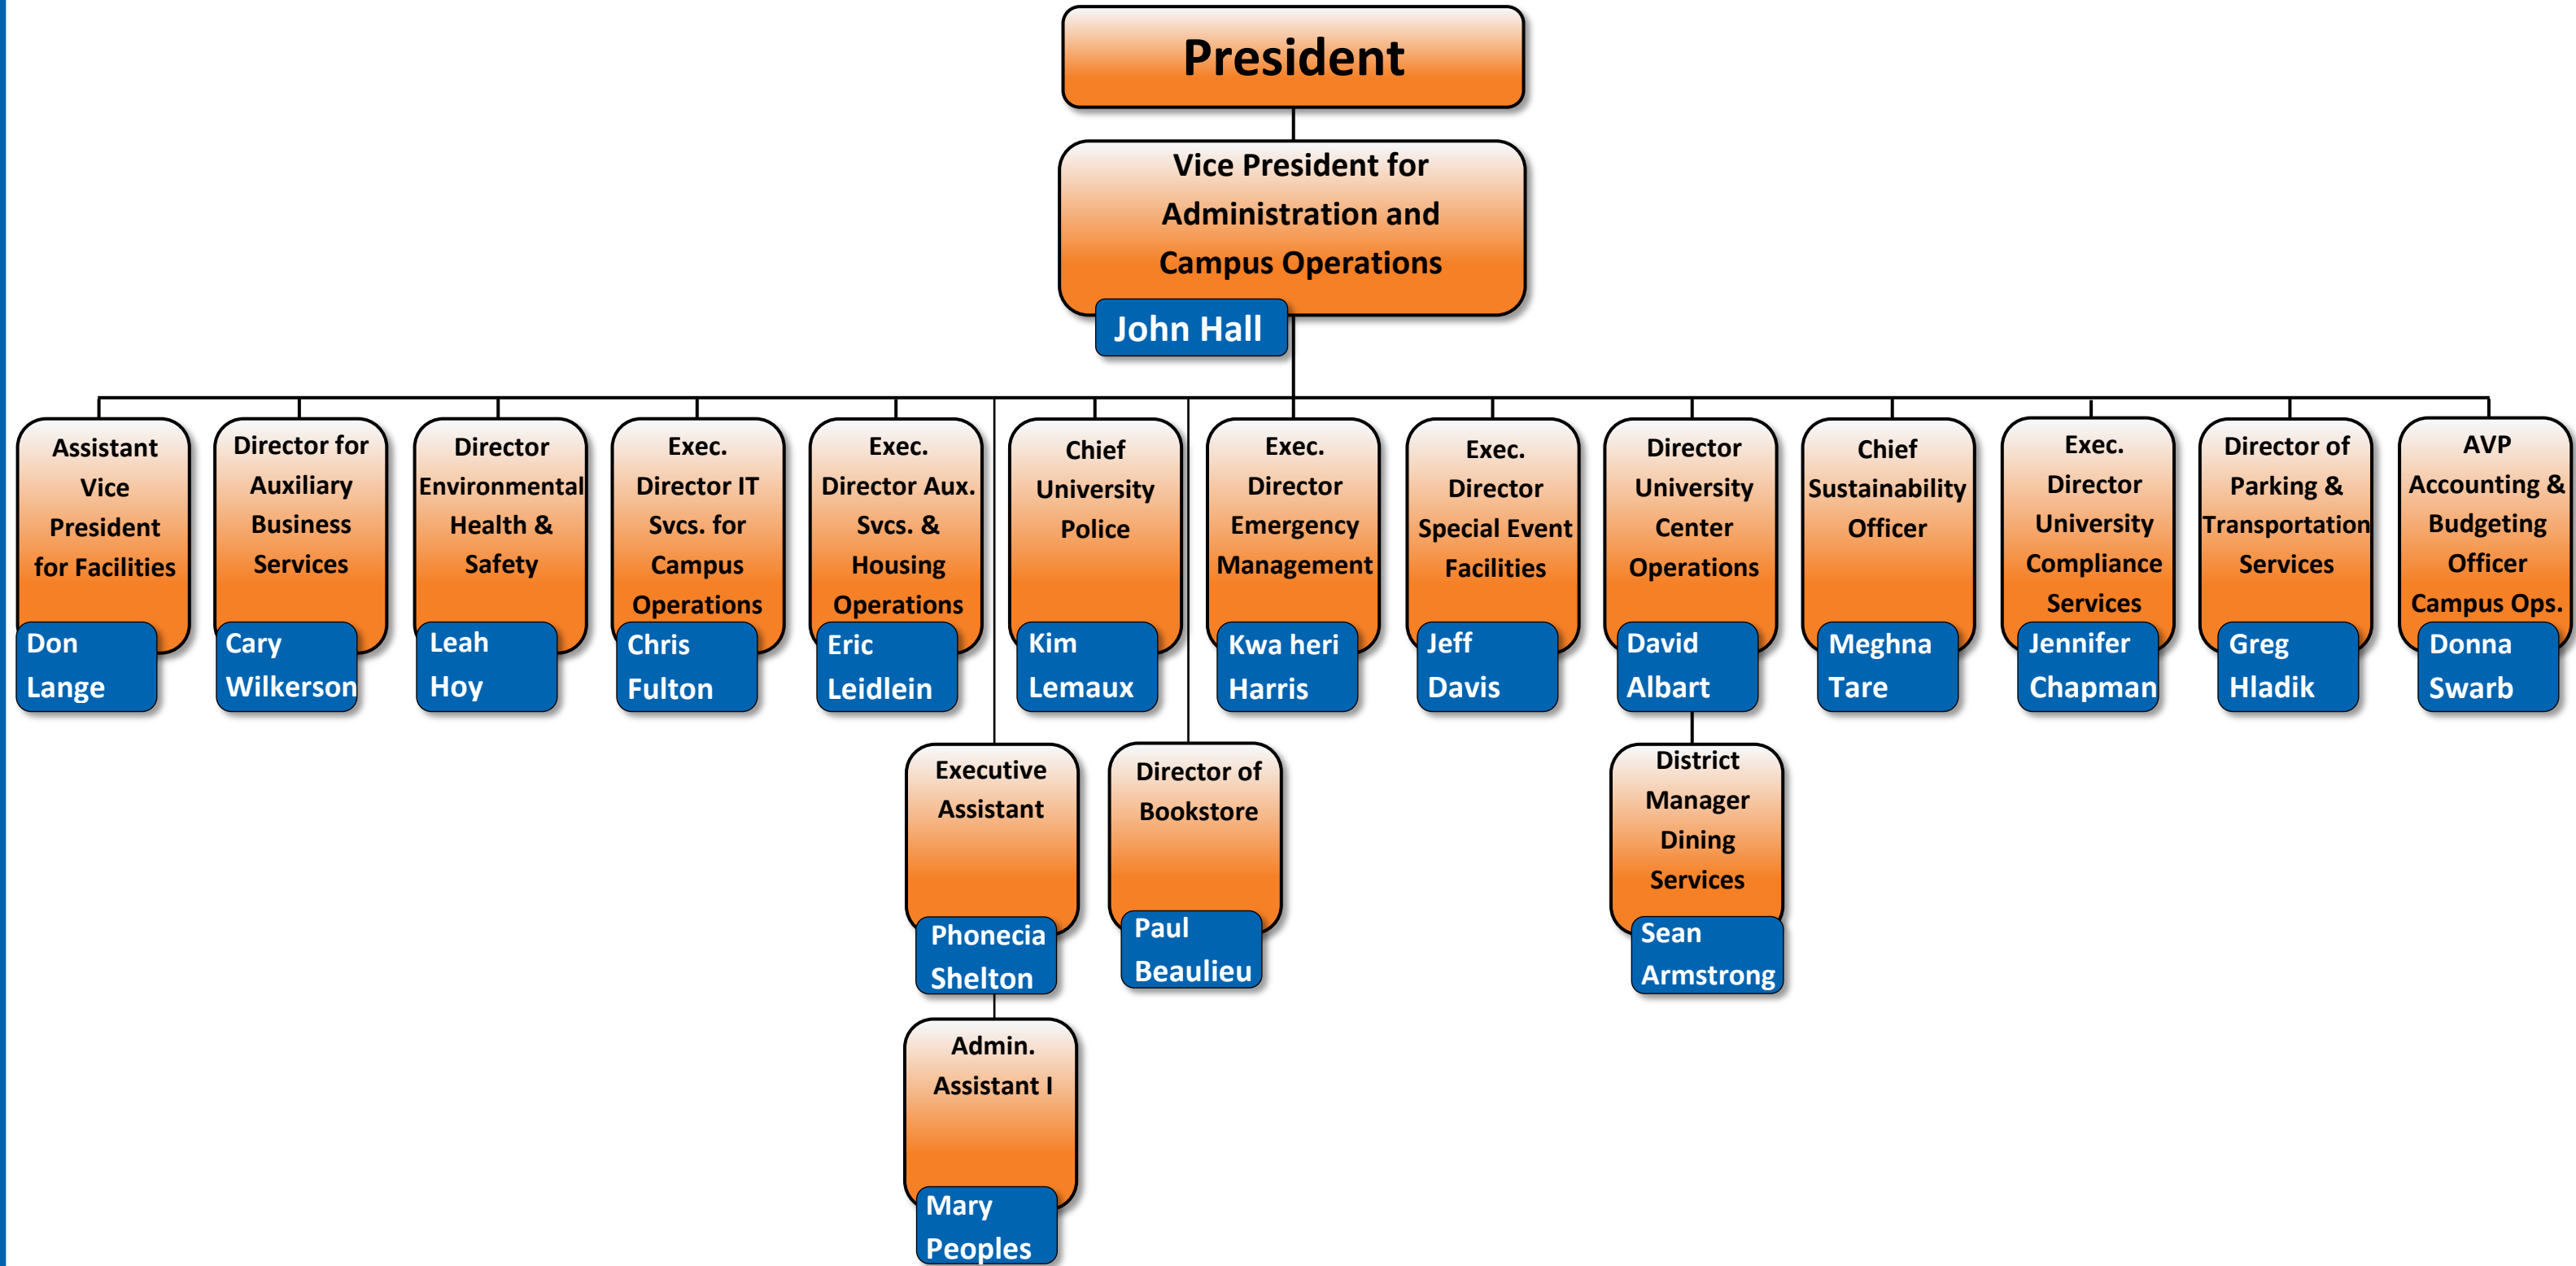 President
Vice President for
Administration and
Campus Operations
John Hall
Assistant
Vice
President
for Facilities
Don
Lange
Director for
Auxiliary
Business
Services
Cary
Wilkerson
Director
Environmental
Health &
Safety
Leah
Hoy
Exec.
Director IT
Svcs. for
Campus
Operations
Chris
Fulton
Exec.
Director Aux.
Svcs. &
Housing
Operations
Eric
Leidlein
Chief
University
Police
Kim
Lemaux
Exec.
Director
Emergency
Management
Kwa heri
Harris
Exec.
Director
Special Event
Facilities
Jeff
Davis
Director
University
Center
Operations
David
Albart
Chief
Sustainability
Officer
Meghna
Tare
Exec.
Director
University
Compliance
Services
Jennifer
Chapman
Director of
Parking &
Transportation
Services
Greg
Hladik
AVP
Accounting &
Budgeting
Officer
Campus Ops.
Donna
Swarb
Executive
Assistant
Phonecia
Shelton
Director of
Bookstore
Paul
Beaulieu
District
Manager
Dining
Services
Sean
Armstrong
Admin.
Assistant I
Mary
Peoples